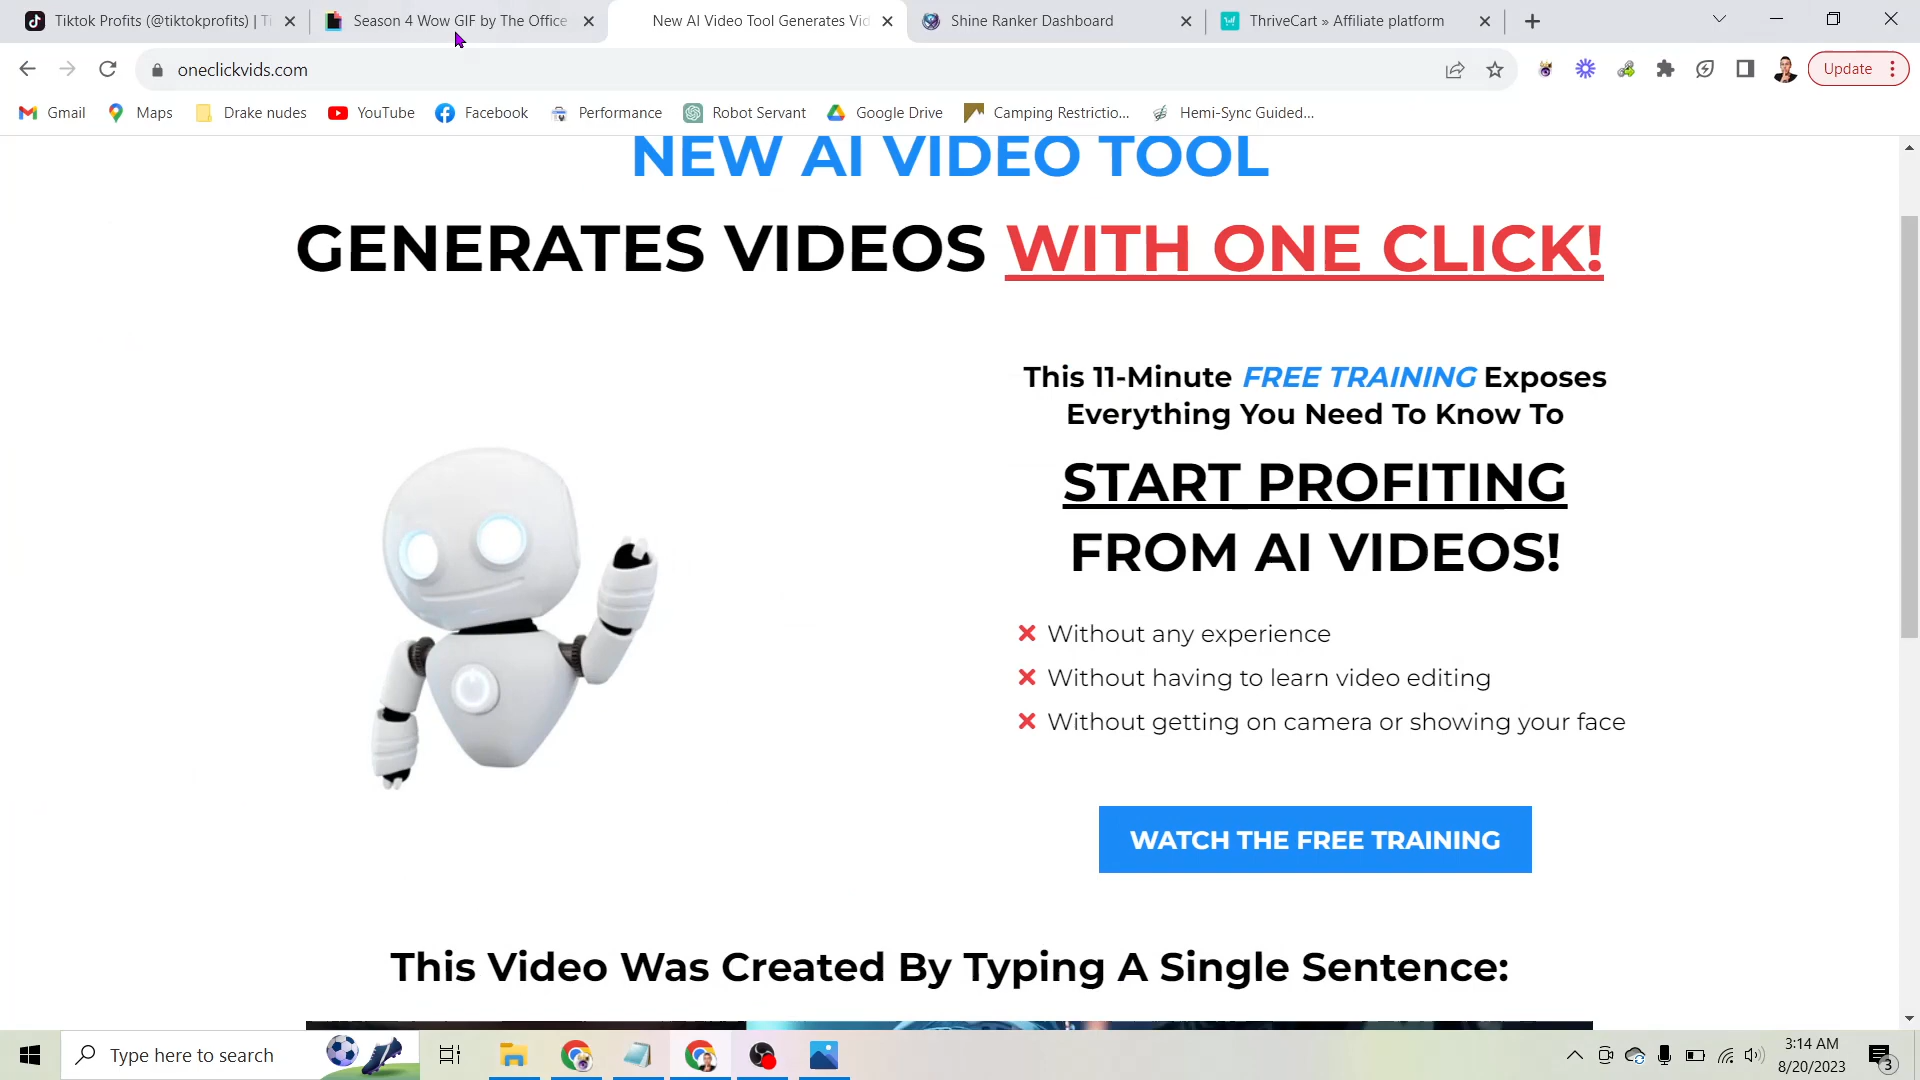 Tiktok Profits (@tiktokprofits) | Ti
Season 4 Wow GIF by The Office
New AI Video Tool Generates Vid
Shine Ranker Dashboard
ThriveCart » Affiliate platform
oneclickvids.com
Update
Gmail
Maps
Drake nudes
YouTube
Facebook
Performance
Robot Servant
Google Drive
Camping Restrictio...
Hemi-Sync Guided...
NEW AI VIDEO TOOL
GENERATES VIDEOS WITH ONE CLICK!
This 11-Minute FREE TRAINING Exposes
Everything You Need To Know To
START PROFITING
FROM AI VIDEOS!
Without any experience
Without having to learn video editing
Without getting on camera or showing your face
WATCH THE FREE TRAINING
This Video Was Created By Typing A Single Sentence:
Type here to search
3:14 AM
8/20/2023
3